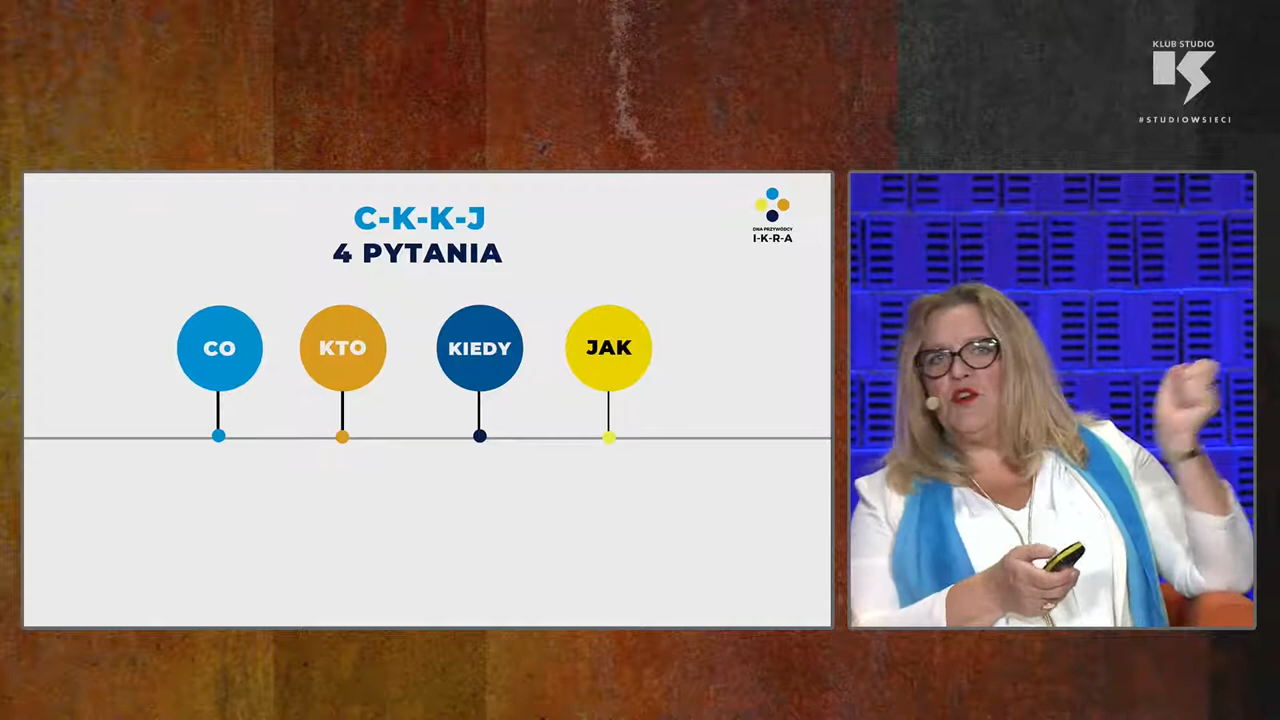 KLUB STUDIO
#STUDIOWSIECI
C-K-K-J
4 PYTANIA
DNA PRZYWÓDCY
I-K-R-A
CO
KTO
KIEDY
JAK